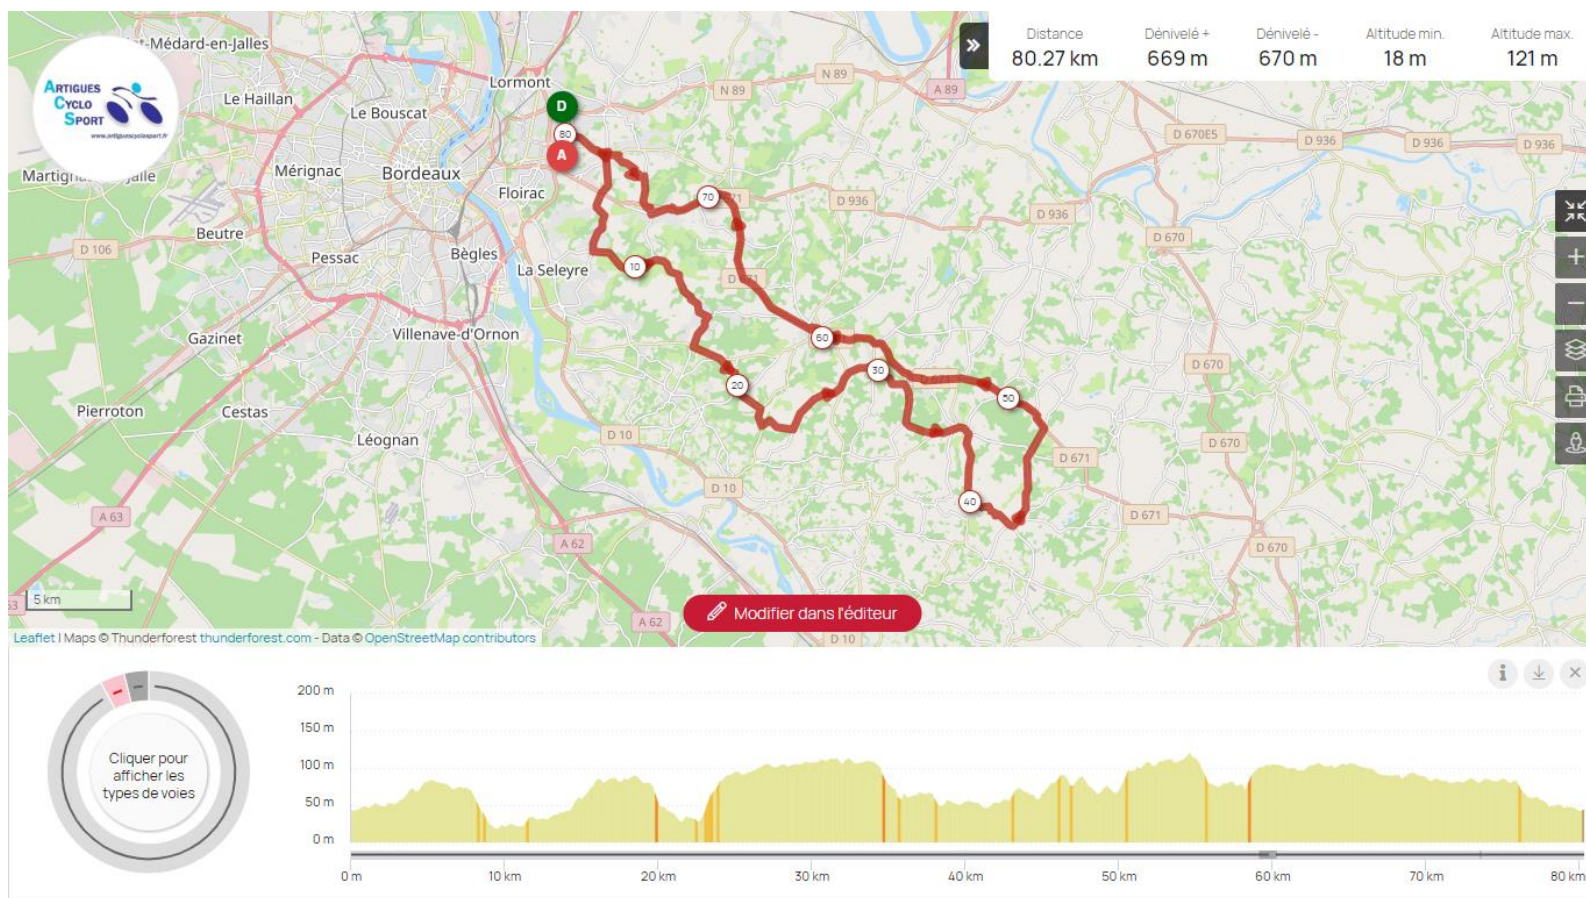 Distance
80.27 km
Dénivelé +
669 m
Dénivelé -
670 m
Altitude min.
18 m
Altitude max.
121 m
ARTIGUES
CYCLO
SPORT
www.artiguescyclosport.fr
-Médard-en-Jalles
Le Haillan
Le Bouscat
Lormont
N 89
N 89
A 89
D
80
A
D 670E5
D 936
D 936
Mérignac
Bordeaux
Floirac
70
D 936
D 936
Beutre
D 106
Pessac
Bègles
La Seleyre
10
D 670
Gazinet
Villenave-d'Ornon
60
30
D 670
20
50
Pierroton
Cestas
Léognan
D 10
D 670
D 671
D 10
40
A 63
D 671
A 62
D 670
5 km
A 62
D 10
Modifier dans l'éditeur
Leaflet | Maps © Thunderforest thunderforest.com - Data © OpenStreetMap contributors
Cliquer pour
afficher les
types de voies
200 m
150 m
100 m
50 m
0 m
0 m
10 km
20 km
30 km
40 km
50 km
60 km
70 km
80 km